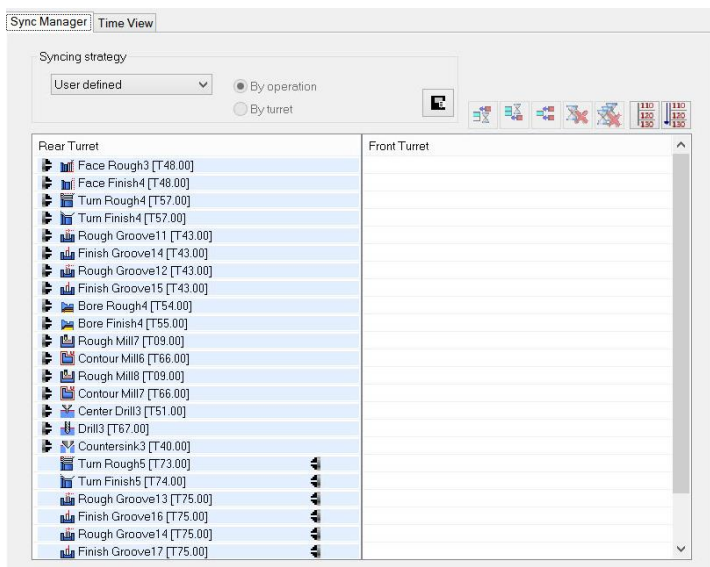 Sync Manager Time View
Syncing strategy
User defined
By operation
By turret
110
120
130
110
120
130
Rear Turret
Front Turret
Face Rough3 [T48.00]
Face Finish4 [T48.00]
Turn Rough4 [T57.00]
Turn Finish4 [T57.00]
Rough Groove11 [T43.00]
Finish Groove14 [T43.00]
Rough Groove12 [T43.00]
Finish Groove15 [T43.00]
Bore Rough4 [T54.00]
Bore Finish4 [T55.00]
Rough Mill7 [T09.00]
Contour Mill6 [T66.00]
Rough Mill8 [T09.00]
Contour Mill7 [T66.00]
Center Drill3 [T51.00]
Drill3 [T67.00]
Countersink3 [T40.00]
Turn Rough5 [T73.00]
Turn Finish5 [T74.00]
Rough Groove13 [T75.00]
Finish Groove16 [T75.00]
Rough Groove14 [T75.00]
Finish Groove17 [T75.00]